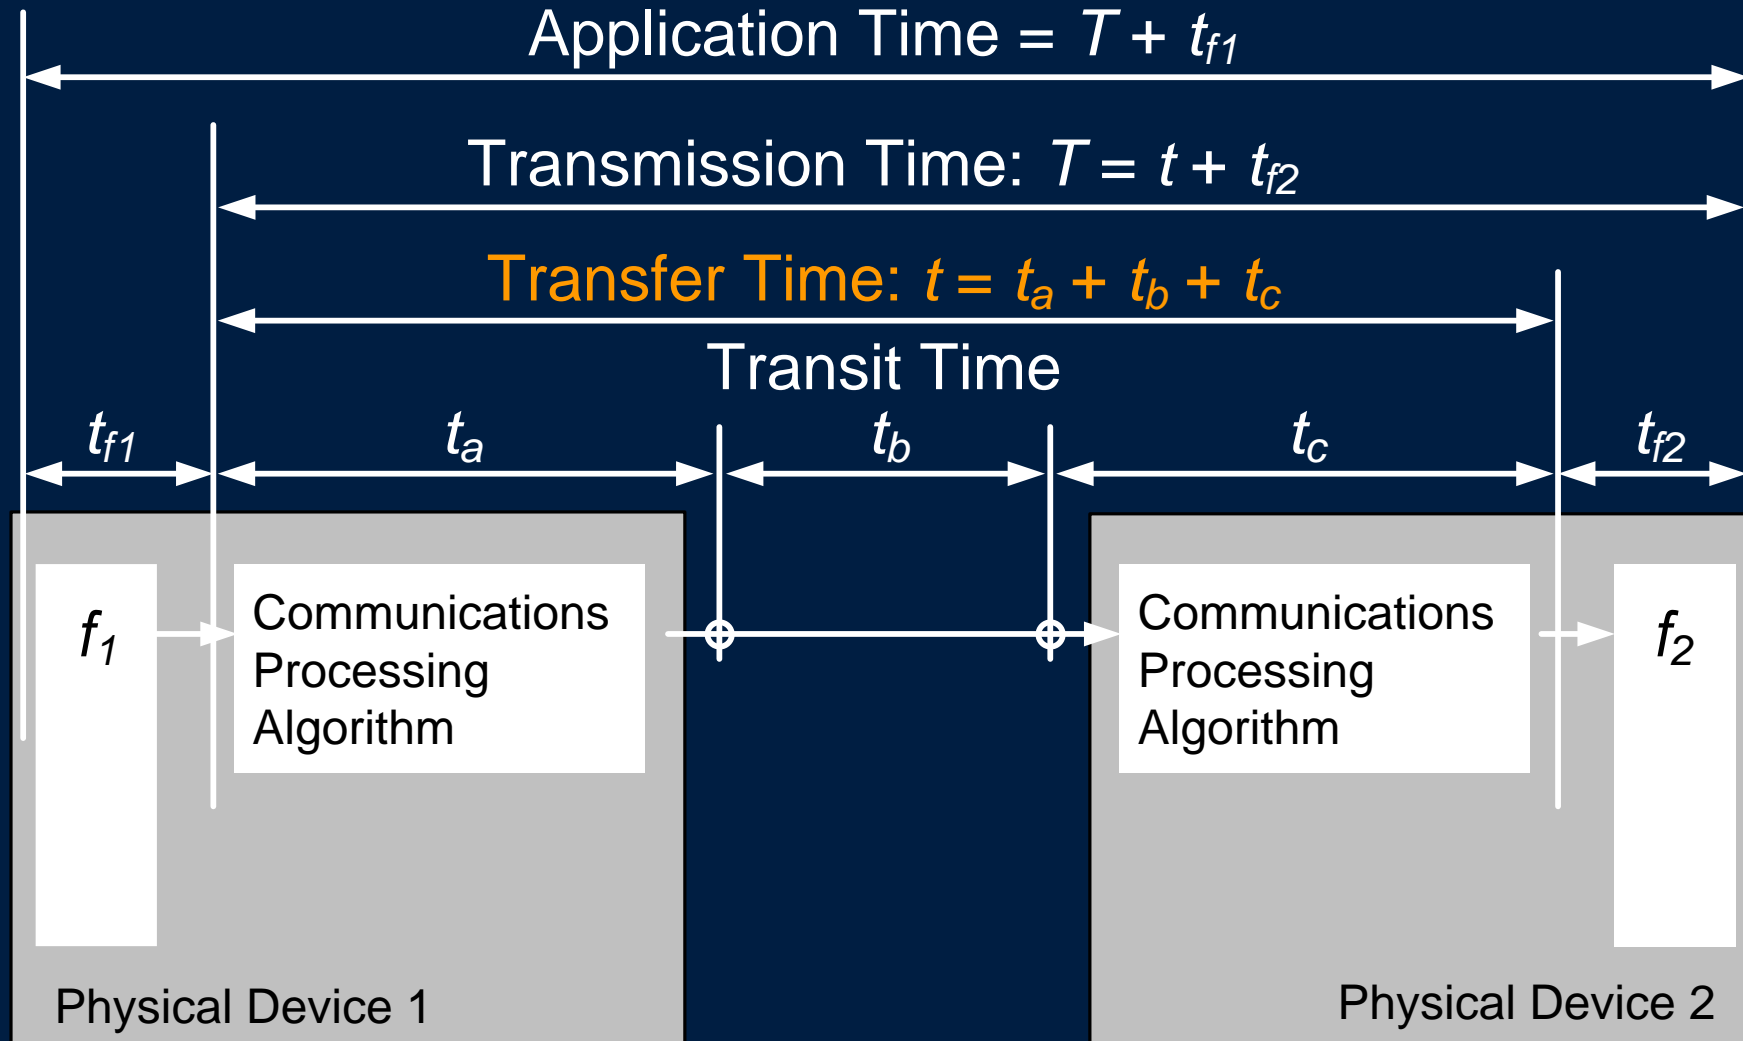 Application Time = T + tf1
Transmission Time: T = t + tf2
Transfer Time: t = ta + tb + tc
Transit Time
tf1 ta tb tc tf2
f1
Communications
Processing
Algorithm
Communications
Processing
Algorithm
f2
Physical Device 1
Physical Device 2